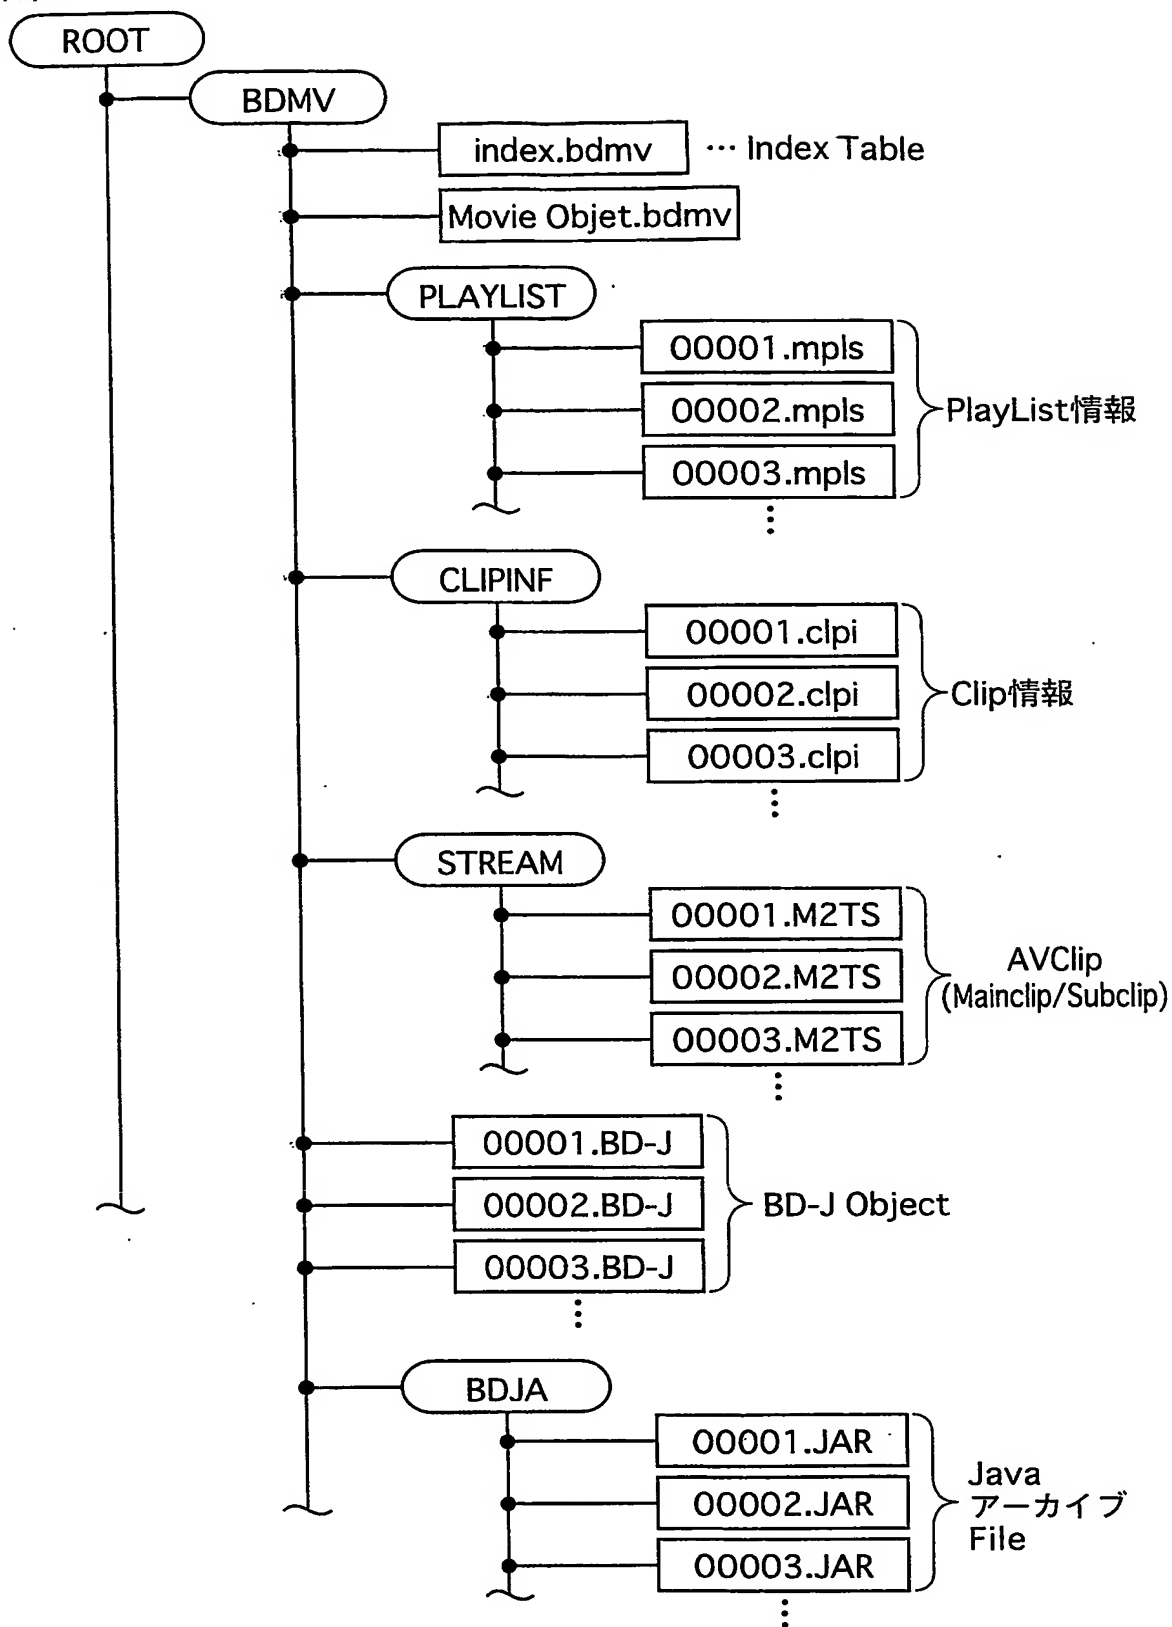 ROOT
BDMV
index.bdmv … Index Table
Movie Objet.bdmv
PLAYLIST
00001.mpls
00002.mpls
PlayList情報
00003.mpls
CLIPINF
00001.clpi
00002.clpi
Clip情報
00003.clpi
STREAM
00001.M2TS
00002.M2TS
AVClip
(Mainclip/Subclip)
00003.M2TS
00001.BD-J
00002.BD-J
BD-J Object
00003.BD-J
BDJA
00001.JAR
00002.JAR
Java
アーカイブ
File
00003.JAR